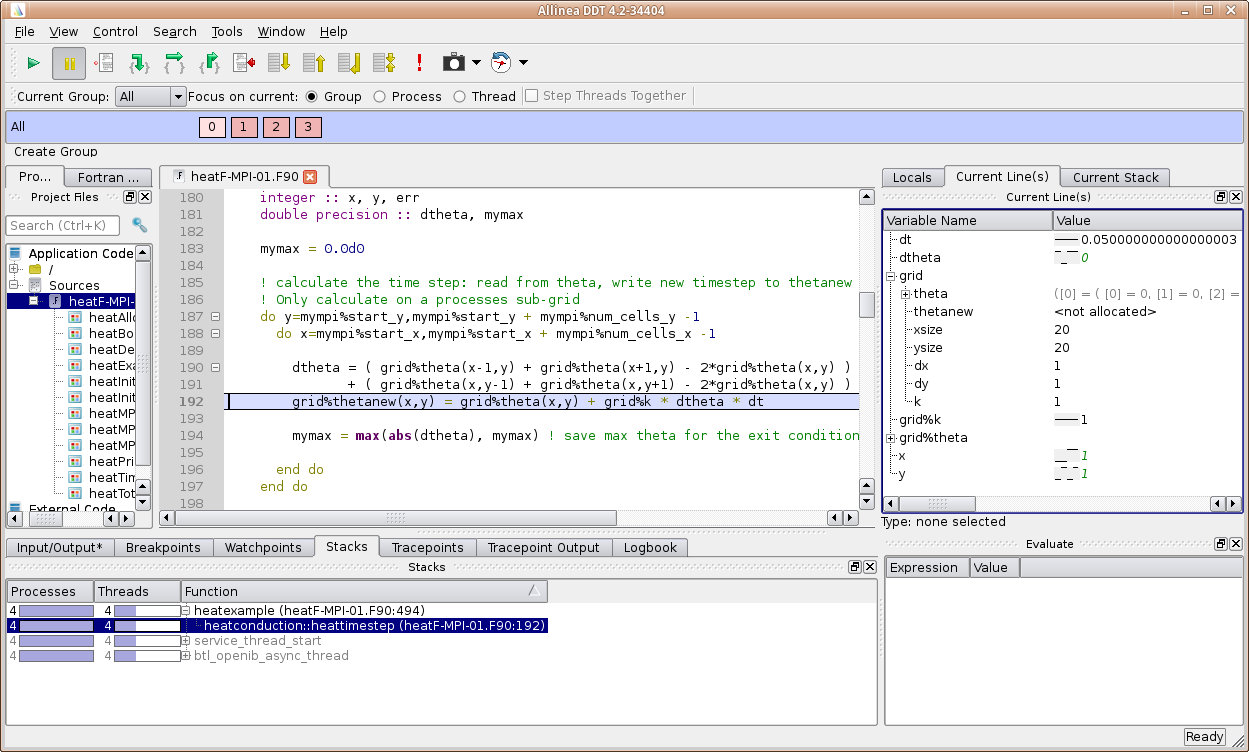 Allinea DDT 4.2-34404
File View Control Search Tools Window Help
Current Group: All Focus on current: Group Process Thread Step Threads Together
All 0 1 2 3
Create Group
Pro... Fortran ...
Project Files
Search (Ctrl+K)
Application Code
/
Sources
heatF-MPI-
heatAllo
heatBo
heatDe
heatExa
heatInit
heatInit
heatMP
heatMP
heatMP
heatPri
heatTim
heatTot
External Code
heatF-MPI-01.F90
180 integer :: x, y, err
181 double precision :: dtheta, mymax
182
183 mymax = 0.0d0
184
185 ! calculate the time step: read from theta, write new timestep to thetanew
186 ! Only calculate on a processes sub-grid
187 do y=mympi%start_y,mympi%start_y + mympi%num_cells_y -1
188 do x=mympi%start_x,mympi%start_x + mympi%num_cells_x -1
189
190 dtheta = ( grid%theta(x-1,y) + grid%theta(x+1,y) - 2*grid%theta(x,y) )
191 + ( grid%theta(x,y-1) + grid%theta(x,y+1) - 2*grid%theta(x,y) )
192 grid%thetanew(x,y) = grid%theta(x,y) + grid%k * dtheta * dt
193
194 mymax = max(abs(dtheta), mymax) ! save max theta for the exit condition
195
196 end do
197 end do
198
Locals Current Line(s) Current Stack
Current Line(s)
Variable Name Value
dt 0.050000000000000003
dtheta 0
grid
theta ([0] = ( [0] = 0, [1] = 0, [2] =
thetanew <not allocated>
xsize 20
ysize 20
dx 1
dy 1
k 1
grid%k 1
grid%theta
x 1
y 1
Type: none selected
Input/Output* Breakpoints Watchpoints Stacks Tracepoints Tracepoint Output Logbook
Stacks
Processes Threads Function
4 4 heatexample (heatF-MPI-01.F90:494)
4 4 heatconduction::heattimestep (heatF-MPI-01.F90:192)
4 4 service_thread_start
4 4 btl_openib_async_thread
Evaluate
Expression Value
Ready